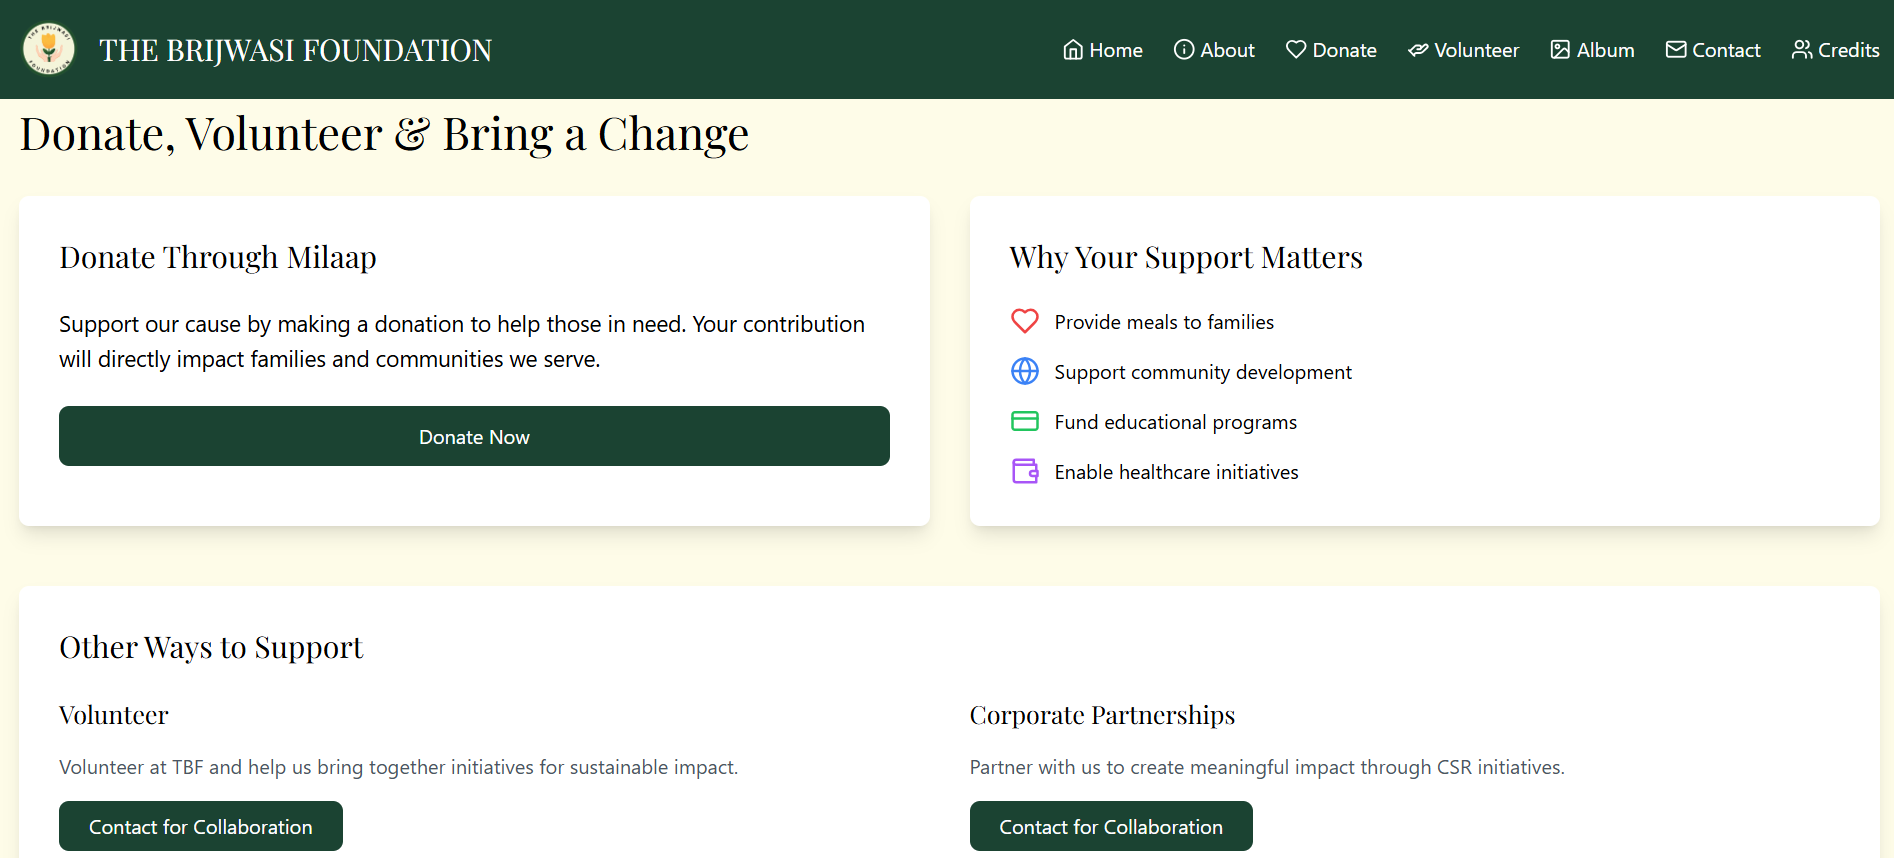 THE BRIJWASI FOUNDATION
THE BRIJWASI FOUNDATION
Home
About
Donate
Volunteer
Album
Contact
Credits
Donate, Volunteer & Bring a Change
Donate Through Milaap
Support our cause by making a donation to help those in need. Your contribution
will directly impact families and communities we serve.
Donate Now
Why Your Support Matters
Provide meals to families
Support community development
Fund educational programs
Enable healthcare initiatives
Other Ways to Support
Volunteer
Volunteer at TBF and help us bring together initiatives for sustainable impact.
Contact for Collaboration
Corporate Partnerships
Partner with us to create meaningful impact through CSR initiatives.
Contact for Collaboration